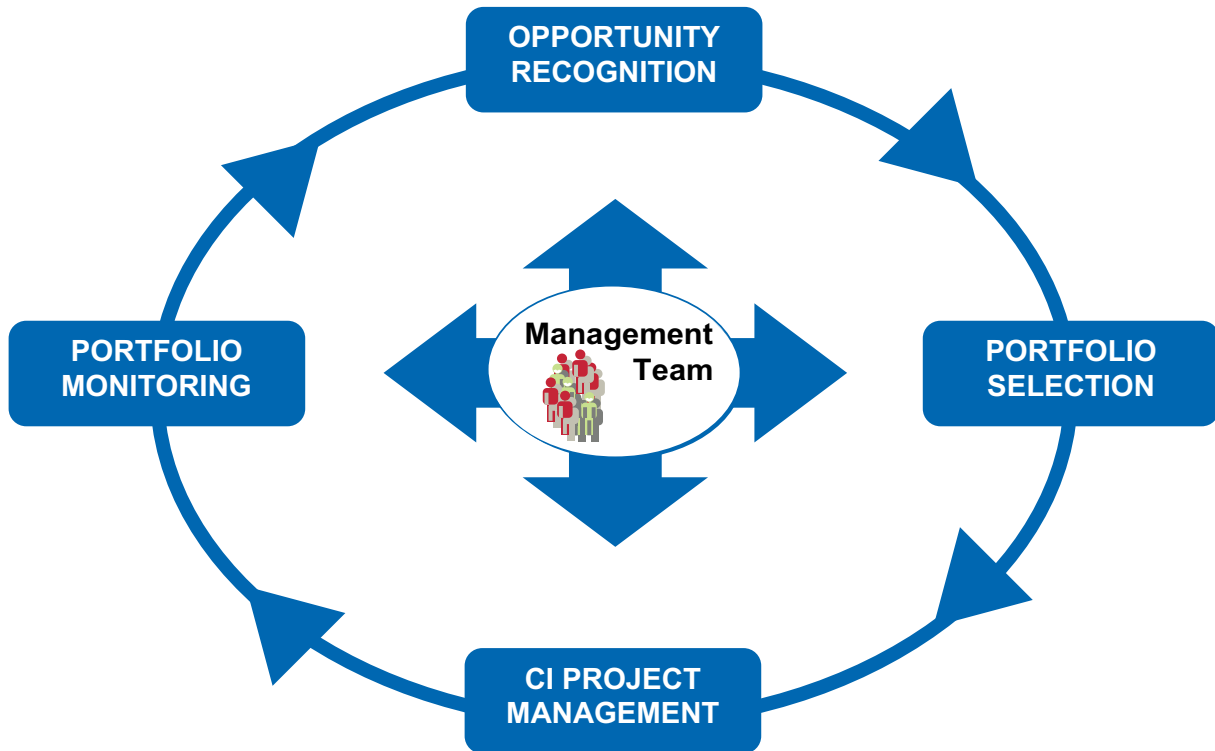 OPPORTUNITY
RECOGNITION
Management
Team
PORTFOLIO
MONITORING
PORTFOLIO
SELECTION
CI PROJECT
MANAGEMENT